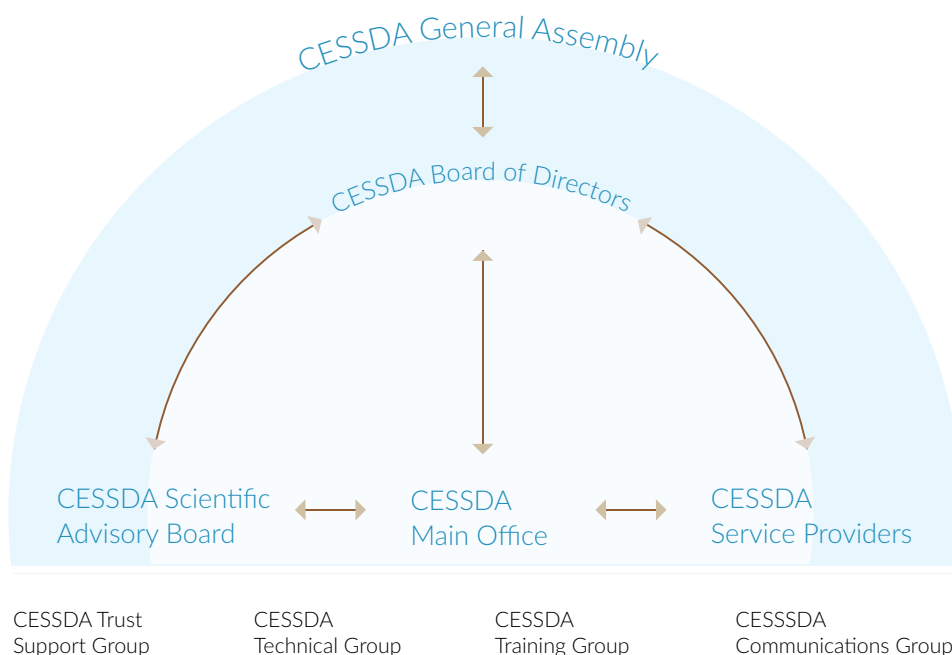 CESSDA General Assembly
CESSDA Board of Directors
CESSDA Scientific
Advisory Board
CESSDA
Main Office
CESSDA
Service Providers
CESSDA Trust
Support Group
CESSDA
Technical Group
CESSDA
Training Group
CESSSDA
Communications Group